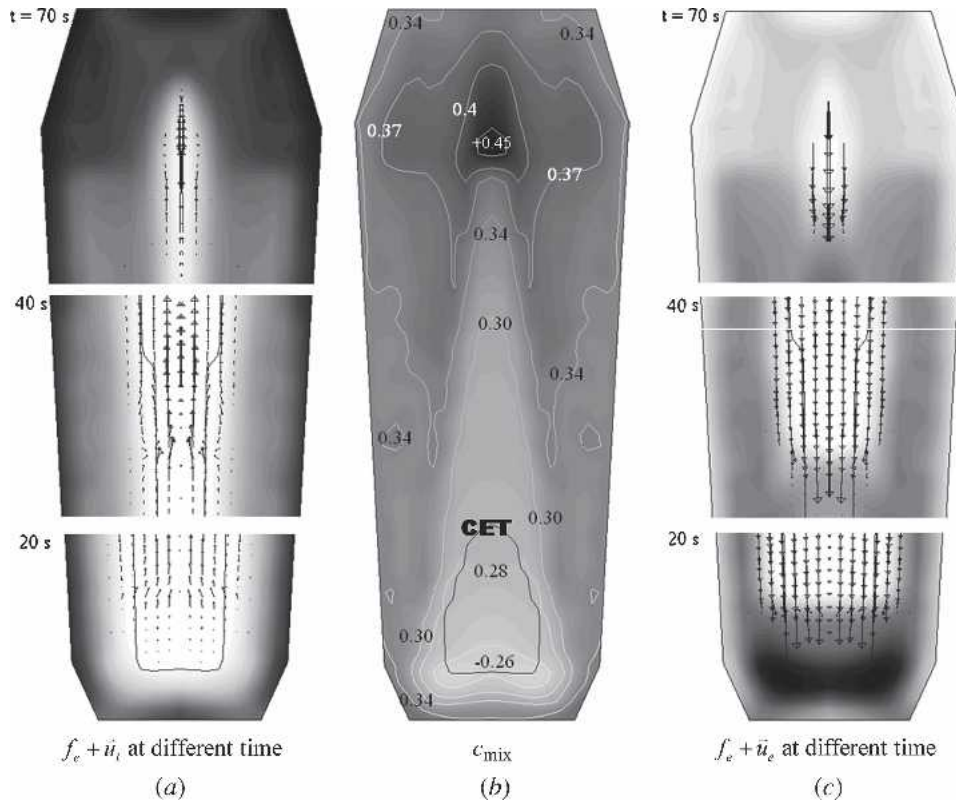 t = 70 s
40 s
20 s
f_e + \vec{u}_l at different time
(a)
0.34
0.34
0.4
0.37
+0.45
0.37
0.34
0.30
0.34
0.34
CET
0.30
0.28
0.30
-0.26
0.34
c_mix
(b)
t = 70 s
40 s
20 s
f_e + \vec{u}_e at different time
(c)